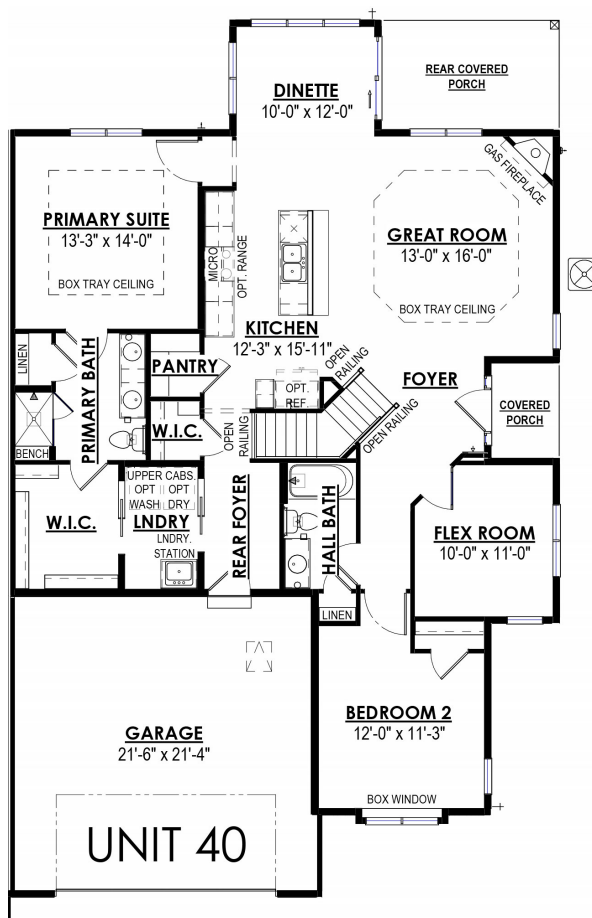 DINETTE
10'-0" x 12'-0"
REAR COVERED
PORCH
GAS FIREPLACE
PRIMARY SUITE
13'-3" x 14'-0"
BOX TRAY CEILING
MICRO
OPT. RANGE
GREAT ROOM
13'-0" x 16'-0"
BOX TRAY CEILING
KITCHEN
12'-3" x 15'-11"
OPEN
RAILING
LINEN
PRIMARY BATH
PANTRY
OPT.
REF
FOYER
COVERED
PORCH
BENCH
W.I.C.
OPEN
RAILING
OPEN RAILING
W.I.C.
UPPER CABS.
OPT
WASH
OPT
DRY
LNDRY
LNDRY.
STATION
REAR FOYER
HALL BATH
FLEX ROOM
10'-0" x 11'-0"
LINEN
GARAGE
21'-6" x 21'-4"
BEDROOM 2
12'-0" x 11'-3"
BOX WINDOW
UNIT 40